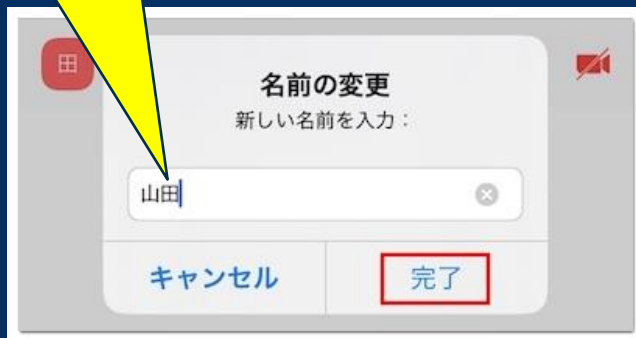 田
名前の変更
新しい名前を入力：
山田
キャンセル
完了